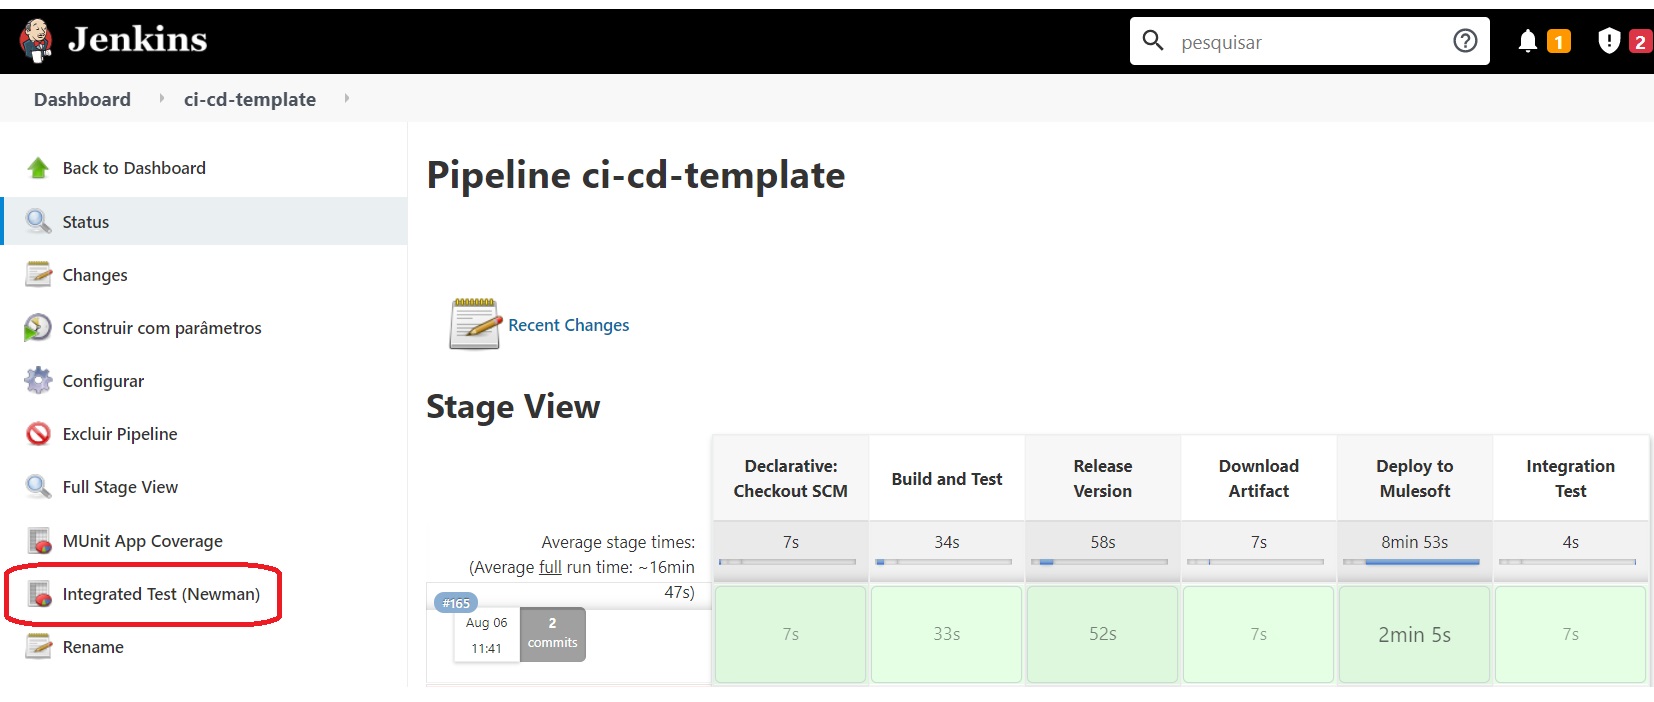 Jenkins
pesquisar
1
2
Dashboard
ci-cd-template
Back to Dashboard
Status
Changes
Construir com parâmetros
Configurar
Excluir Pipeline
Full Stage View
MUnit App Coverage
Integrated Test (Newman)
Rename
Pipeline ci-cd-template
Recent Changes
Stage View
Declarative:
Checkout SCM
Build and Test
Release
Version
Download
Artifact
Deploy to
Mulesoft
Integration
Test
Average stage times:
(Average full run time: ~16min
47s)
7s
34s
58s
7s
8min 53s
4s
#165
Aug 06
11:41
2
commits
7s
33s
52s
7s
2min 5s
7s